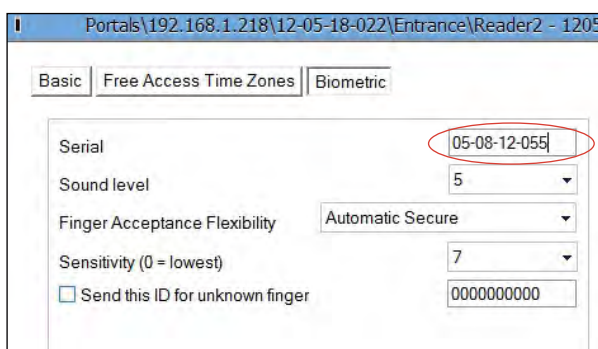 Portals\192.168.1.218\12-05-18-022\Entrance\Reader2 - 1205
Basic Free Access Time Zones Biometric
Serial 05-08-12-055
Sound level 5
Finger Acceptance Flexibility Automatic Secure
Sensitivity (0 = lowest) 7
Send this ID for unknown finger 0000000000